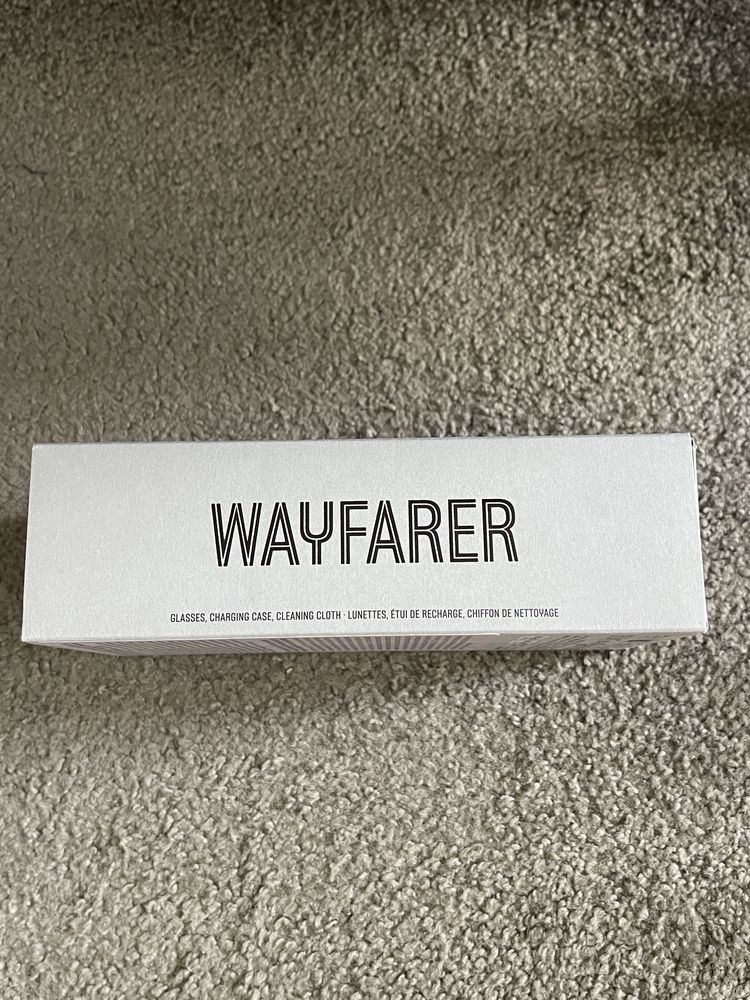 WAYFARER
GLASSES, CHARGING CASE, CLEANING CLOTH · LUNETTES, ÉTUI DE RECHARGE, CHIFFON DE NETTOYAGE